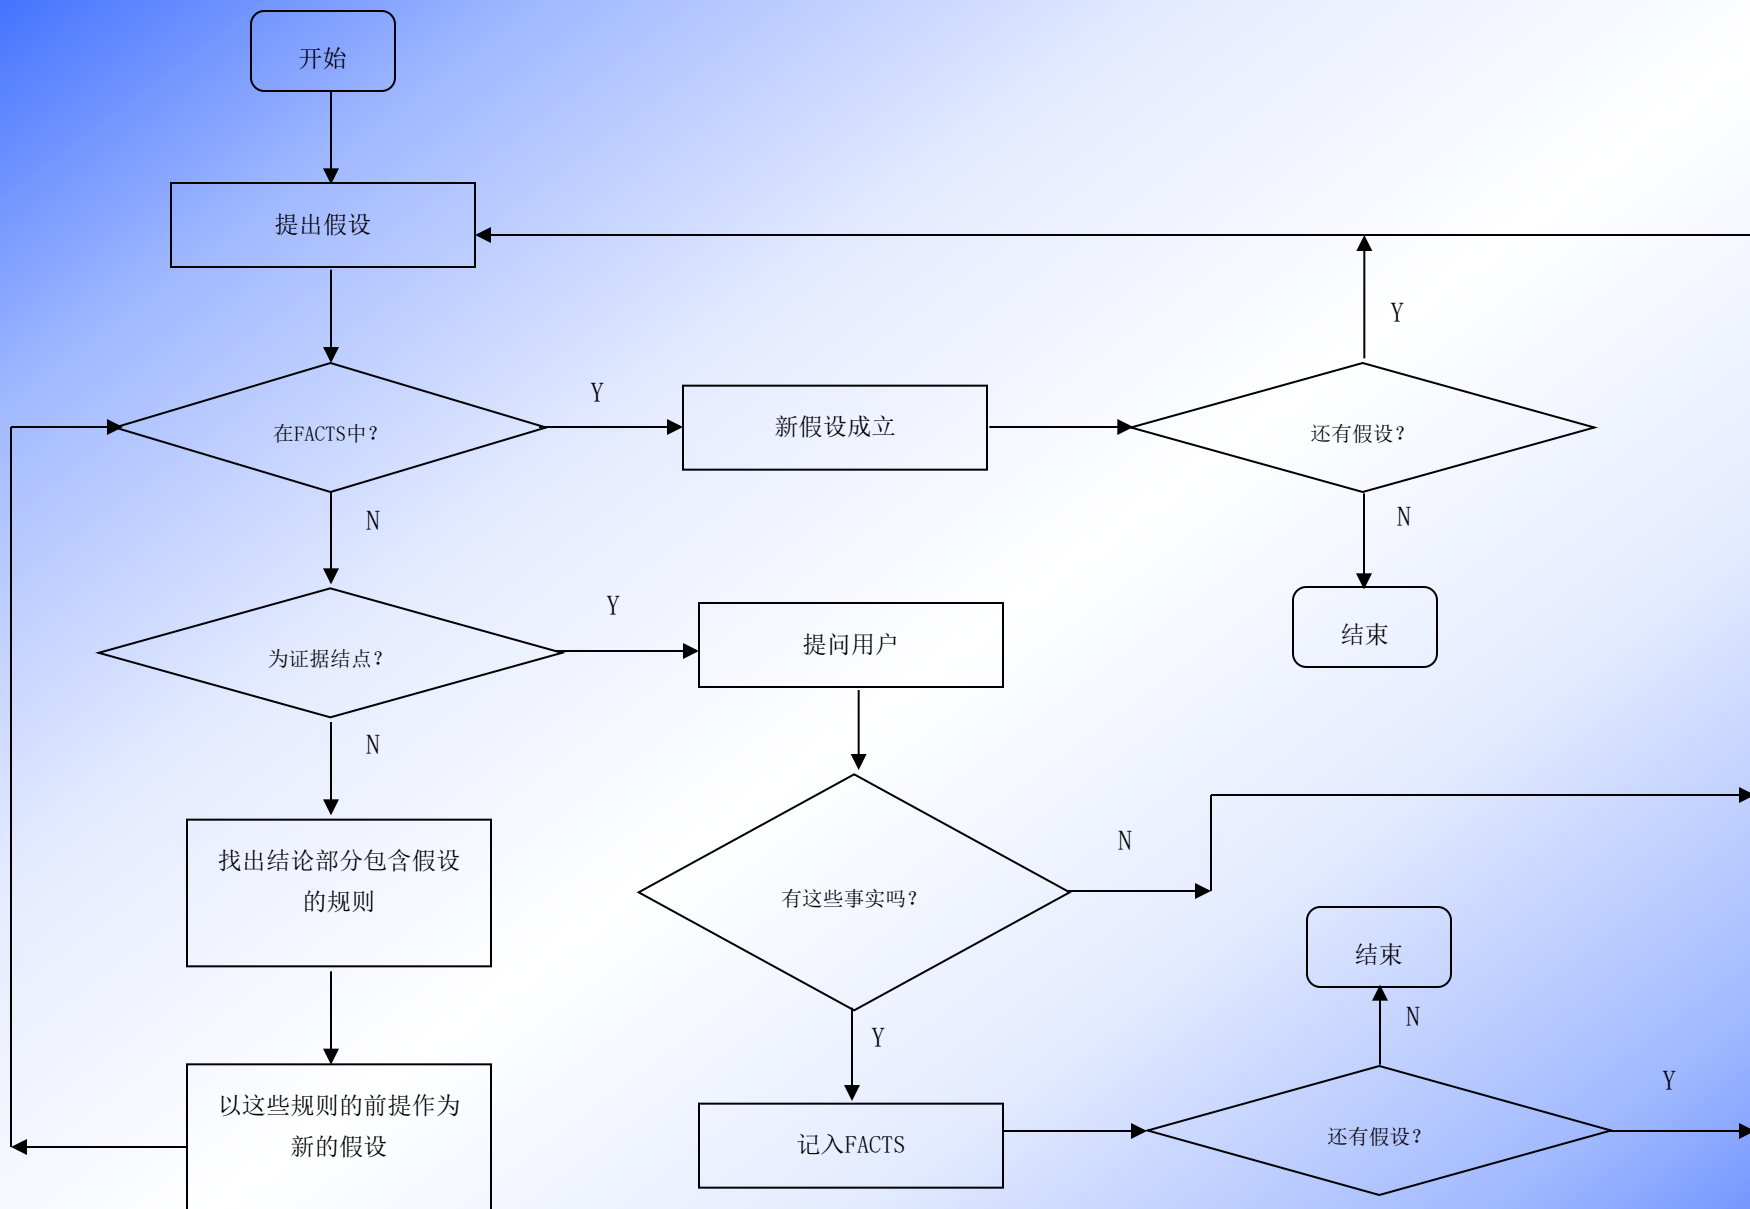 开始
提出假设
Y
Y
在FACTS中?
新假设成立
还有假设?
N
N
Y
结束
为证据结点?
提问用户
N
N
找出结论部分包含假设
的规则
有这些事实吗?
结束
N
Y
Y
以这些规则的前提作为
新的假设
记入FACTS
还有假设?